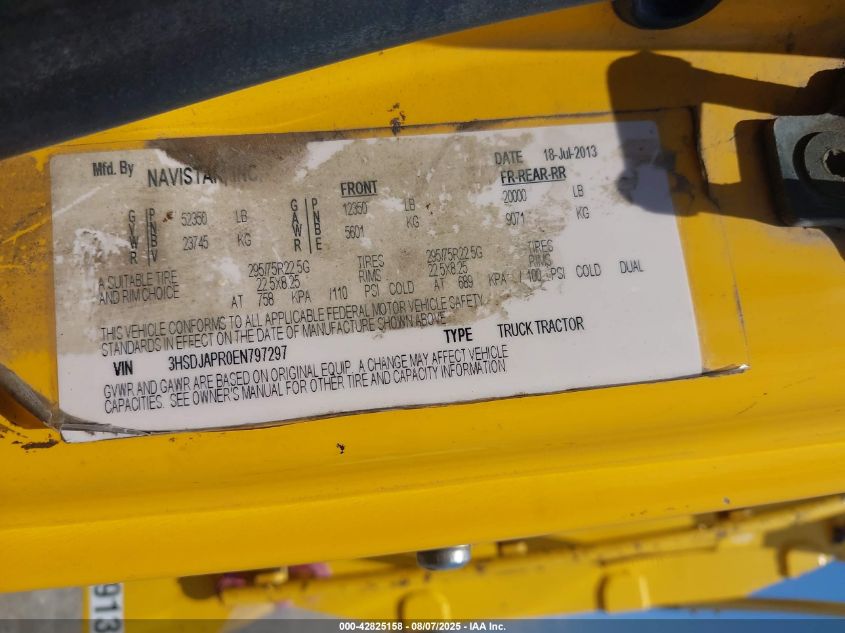 Mfd. By NAVISTAR, INC. DATE 18-Jul-2013
FRONT FR-REAR-RR
GVWR PNBV 52350 LB GAWR PNBE 12350 LB 20000 LB
23745 KG 5601 KG 9071 KG
A SUITABLE TIRE 295/75R22.5G TIRES 295/75R22.5G TIRES
AND RIM CHOICE 22.5X8.25 RIMS 22.5X8.25 RIMS
AT 758 KPA /110 PSI COLD AT 689 KPA / 100 PSI COLD DUAL
THIS VEHICLE CONFORMS TO ALL APPLICABLE FEDERAL MOTOR VEHICLE SAFETY
STANDARDS IN EFFECT ON THE DATE OF MANUFACTURE SHOWN ABOVE
VIN 3HSDJAPR0EN797297 TYPE TRUCK TRACTOR
GVWR AND GAWR ARE BASED ON ORIGINAL EQUIP. A CHANGE MAY AFFECT VEHICLE
CAPACITIES. SEE OWNER'S MANUAL FOR OTHER TIRE AND CAPACITY INFORMATION
913
000-42825158 - 08/07/2025 - IAA Inc.